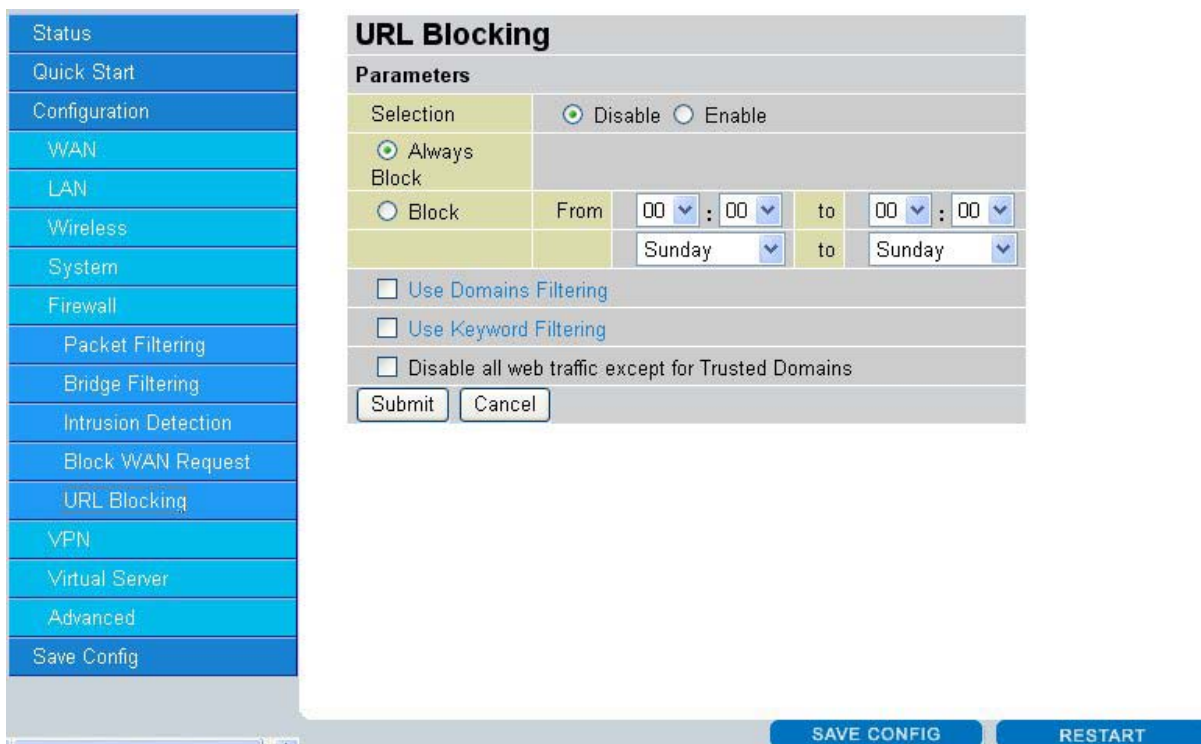 Status
Quick Start
Configuration
WAN
LAN
Wireless
System
Firewall
Packet Filtering
Bridge Filtering
Intrusion Detection
Block WAN Request
URL Blocking
VPN
Virtual Server
Advanced
Save Config
URL Blocking
Parameters
Selection Disable Enable
Always
Block
Block From 00 : 00 to 00 : 00
Sunday to Sunday
Use Domains Filtering
Use Keyword Filtering
Disable all web traffic except for Trusted Domains
Submit Cancel
SAVE CONFIG RESTART